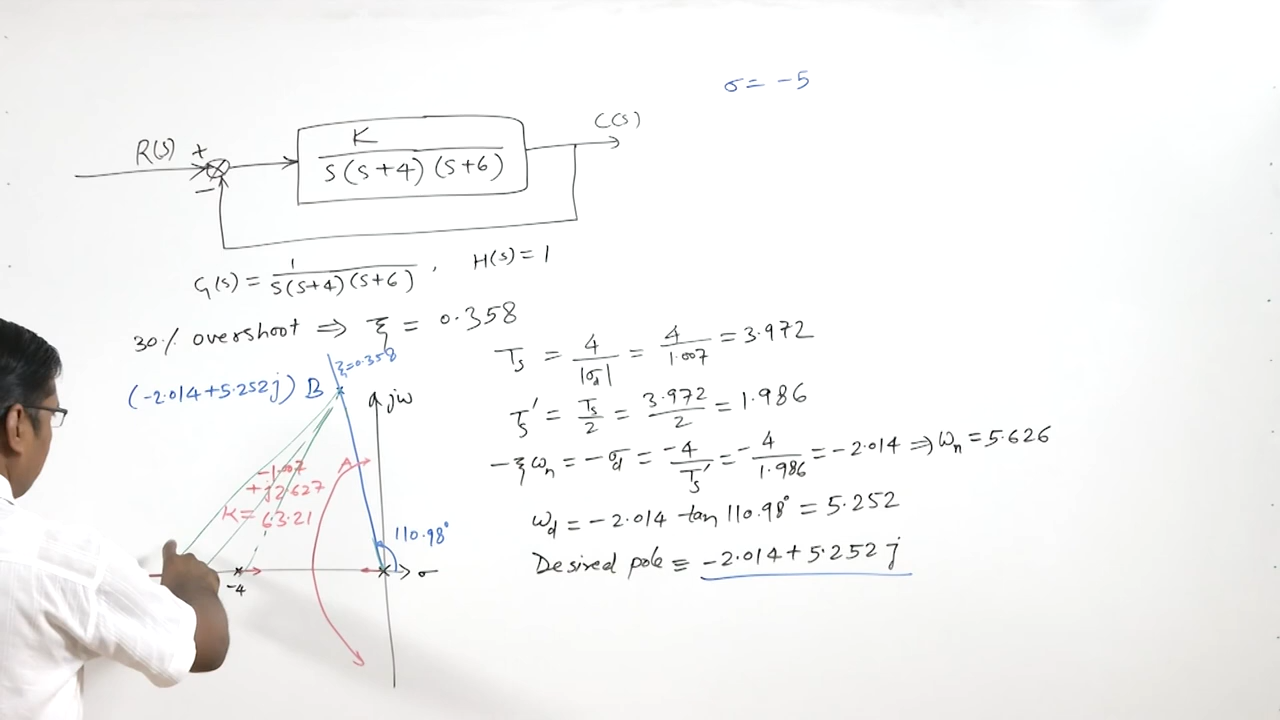 σ = -5
R(s) + K / s(s+4)(s+6) C(s)
−
G(s) = 1 / s(s+4)(s+6) , H(s) = 1
30% overshoot ⇒ ξ = 0.358
ξ=0.358
(-2.014+5.252j) B
jω
A
-1.007
+j2.627
K = 63.21
110.98°
σ
-4
Ts = 4/|σd| = 4/1.007 = 3.972
Ts' = Ts/2 = 3.972/2 = 1.986
-ξωn = -σd = -4/Ts' = -4/1.986 = -2.014 ⇒ ωn = 5.626
ωd = -2.014 tan 110.98° = 5.252
Desired pole ≡ -2.014+5.252j